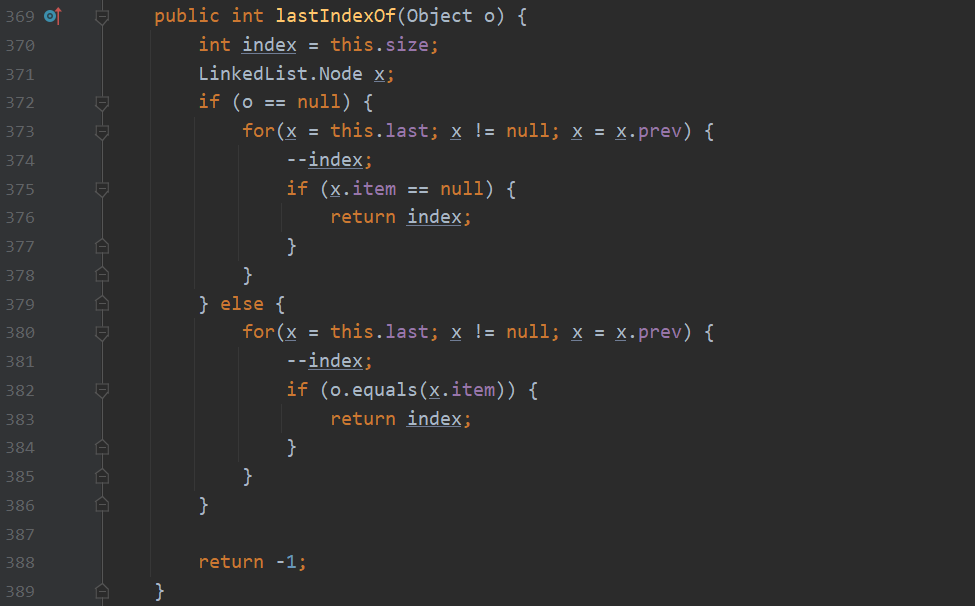 369 public int lastIndexOf(Object o) {
370 int index = this.size;
371 LinkedList.Node x;
372 if (o == null) {
373 for(x = this.last; x != null; x = x.prev) {
374 --index;
375 if (x.item == null) {
376 return index;
377 }
378 }
379 } else {
380 for(x = this.last; x != null; x = x.prev) {
381 --index;
382 if (o.equals(x.item)) {
383 return index;
384 }
385 }
386 }
387
388 return -1;
389 }